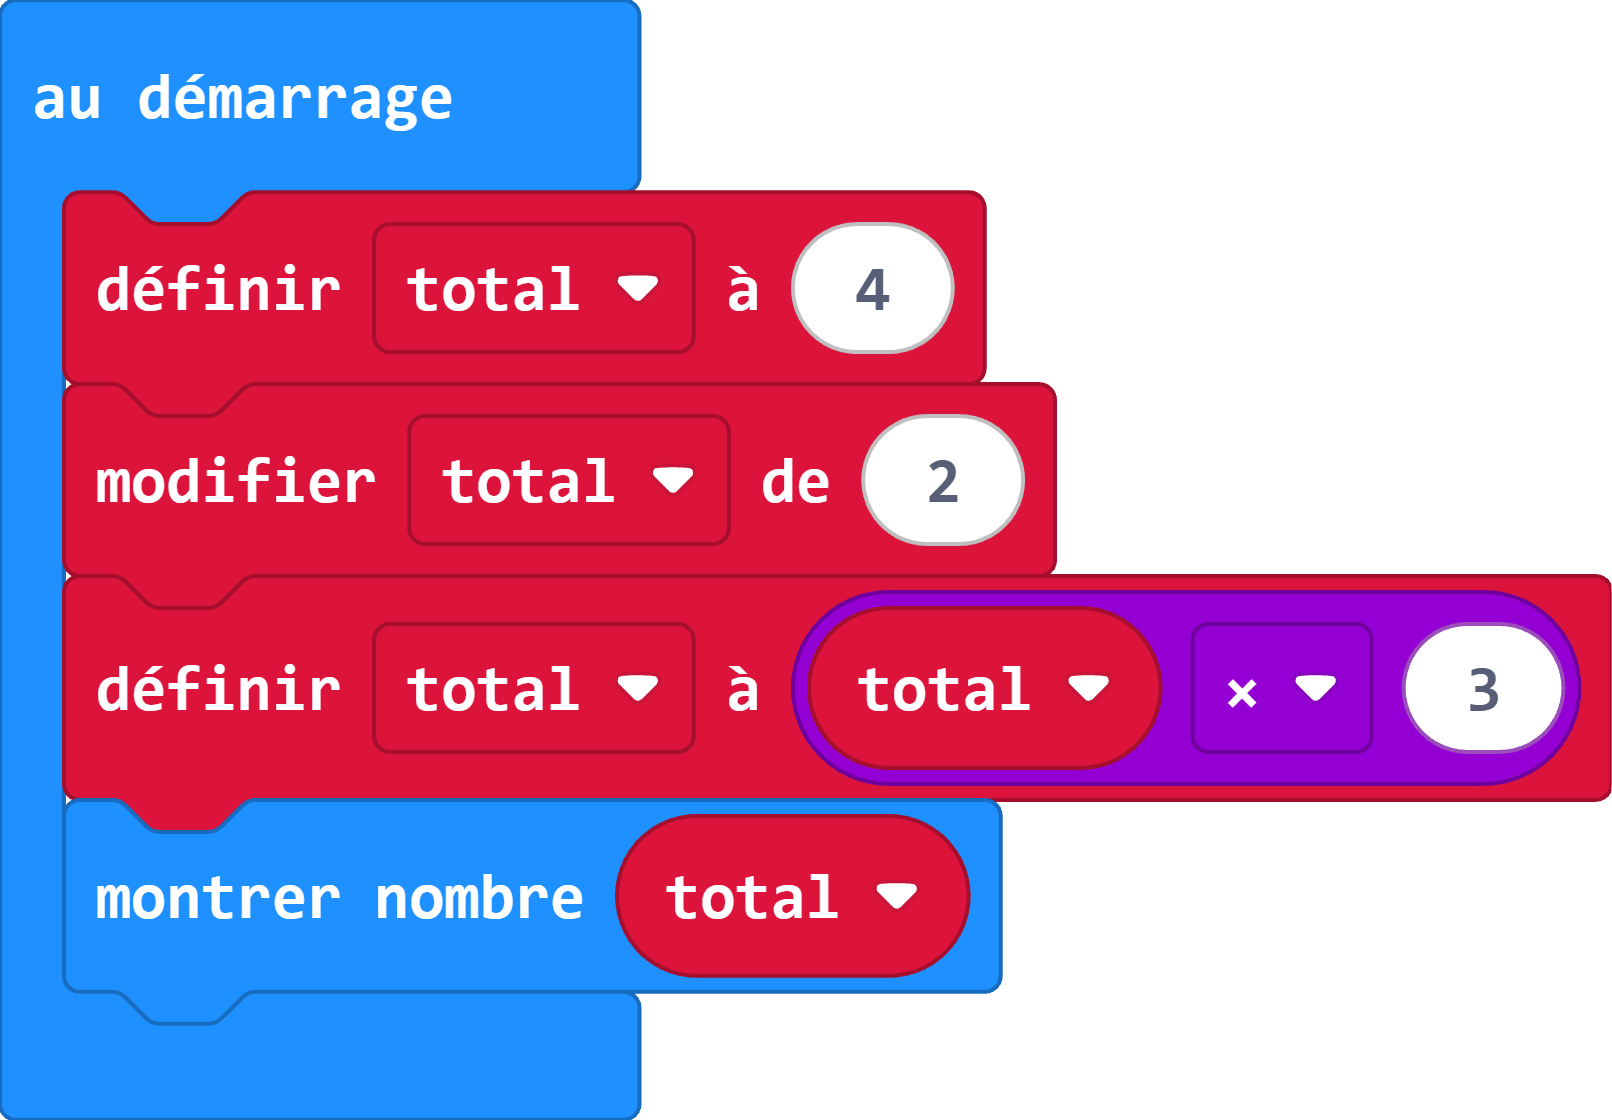 au démarrage
définir total à 4
modifier total de 2
définir total à total × 3
montrer nombre total